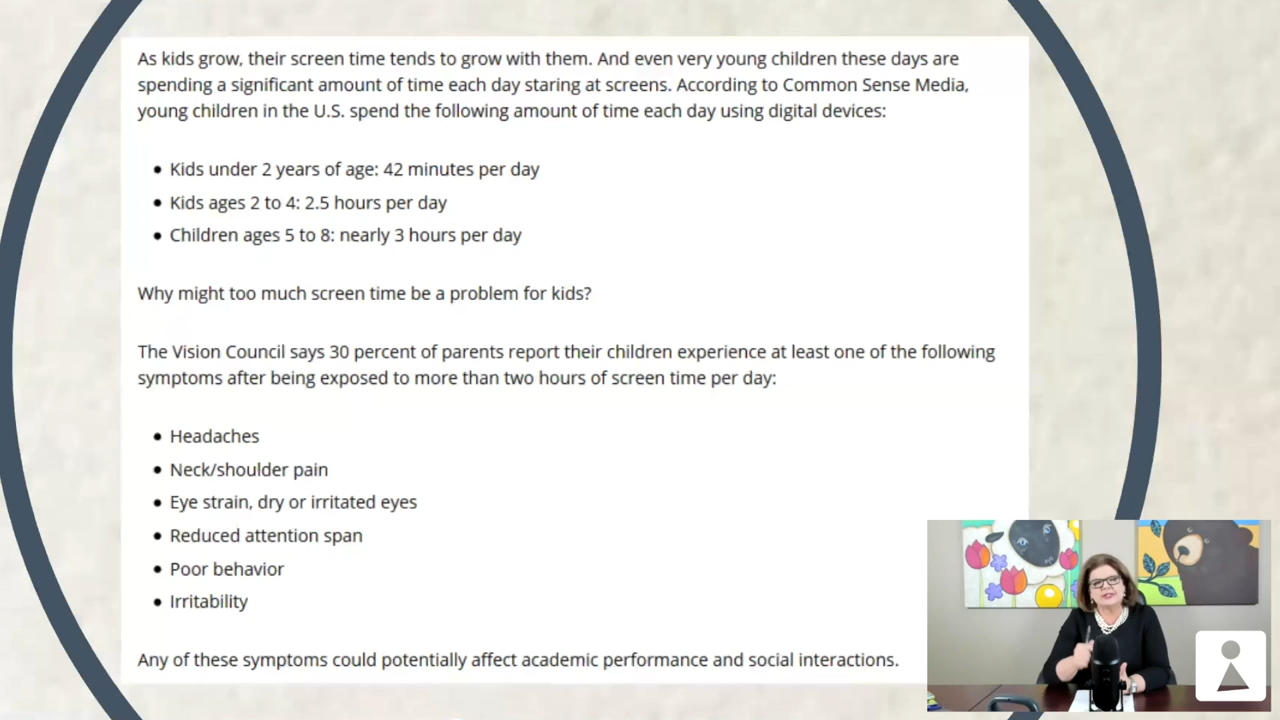 As kids grow, their screen time tends to grow with them. And even very young children these days are
spending a significant amount of time each day staring at screens. According to Common Sense Media,
young children in the U.S. spend the following amount of time each day using digital devices:
• Kids under 2 years of age: 42 minutes per day
• Kids ages 2 to 4: 2.5 hours per day
• Children ages 5 to 8: nearly 3 hours per day
Why might too much screen time be a problem for kids?
The Vision Council says 30 percent of parents report their children experience at least one of the following
symptoms after being exposed to more than two hours of screen time per day:
• Headaches
• Neck/shoulder pain
• Eye strain, dry or irritated eyes
• Reduced attention span
• Poor behavior
• Irritability
Any of these symptoms could potentially affect academic performance and social interactions.